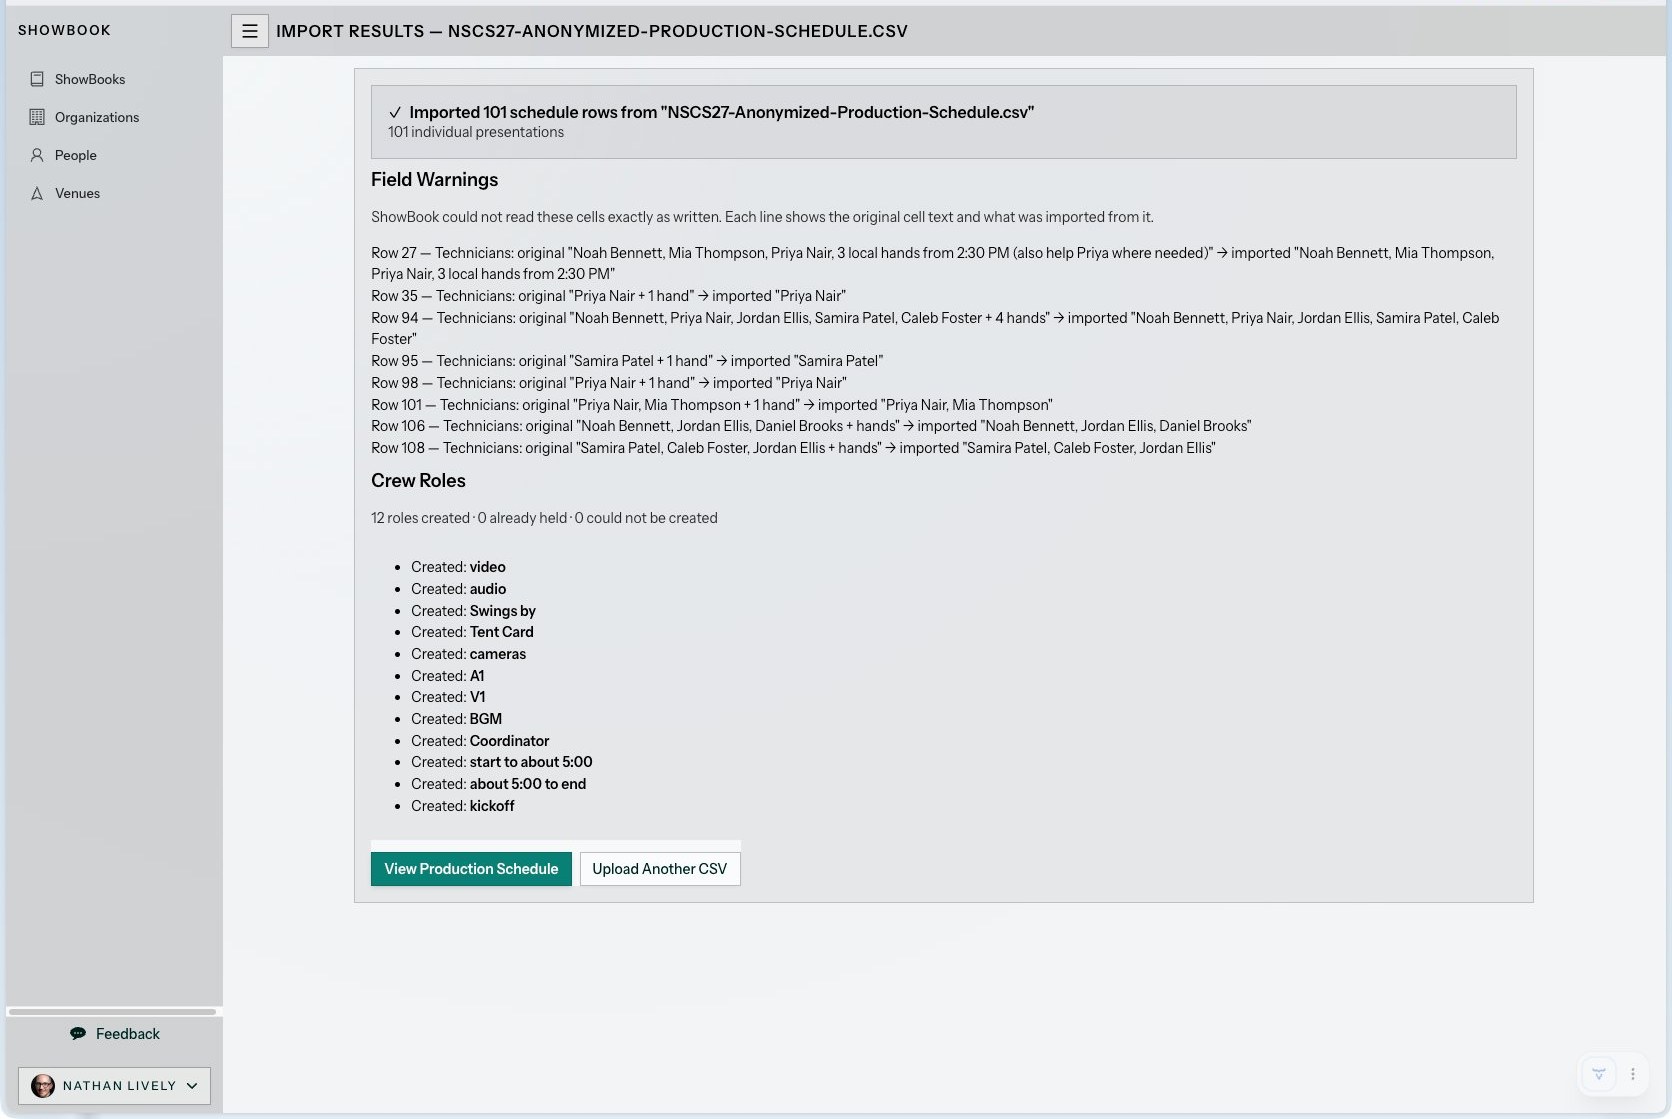 SHOWBOOK
IMPORT RESULTS — NSCS27-ANONYMIZED-PRODUCTION-SCHEDULE.CSV
ShowBooks
Organizations
People
Venues
✓ Imported 101 schedule rows from "NSCS27-Anonymized-Production-Schedule.csv"
101 individual presentations
Field Warnings
ShowBook could not read these cells exactly as written. Each line shows the original cell text and what was imported from it.
Row 27 — Technicians: original "Noah Bennett, Mia Thompson, Priya Nair, 3 local hands from 2:30 PM (also help Priya where needed)" → imported "Noah Bennett, Mia Thompson,
Priya Nair, 3 local hands from 2:30 PM"
Row 35 — Technicians: original "Priya Nair + 1 hand" → imported "Priya Nair"
Row 94 — Technicians: original "Noah Bennett, Priya Nair, Jordan Ellis, Samira Patel, Caleb Foster + 4 hands" → imported "Noah Bennett, Priya Nair, Jordan Ellis, Samira Patel, Caleb
Foster"
Row 95 — Technicians: original "Samira Patel + 1 hand" → imported "Samira Patel"
Row 98 — Technicians: original "Priya Nair + 1 hand" → imported "Priya Nair"
Row 101 — Technicians: original "Priya Nair, Mia Thompson + 1 hand" → imported "Priya Nair, Mia Thompson"
Row 106 — Technicians: original "Noah Bennett, Jordan Ellis, Daniel Brooks + hands" → imported "Noah Bennett, Jordan Ellis, Daniel Brooks"
Row 108 — Technicians: original "Samira Patel, Caleb Foster, Jordan Ellis + hands" → imported "Samira Patel, Caleb Foster, Jordan Ellis"
Crew Roles
12 roles created · 0 already held · 0 could not be created
• Created: video
• Created: audio
• Created: Swings by
• Created: Tent Card
• Created: cameras
• Created: A1
• Created: V1
• Created: BGM
• Created: Coordinator
• Created: start to about 5:00
• Created: about 5:00 to end
• Created: kickoff
View Production Schedule
Upload Another CSV
Feedback
NATHAN LIVELY